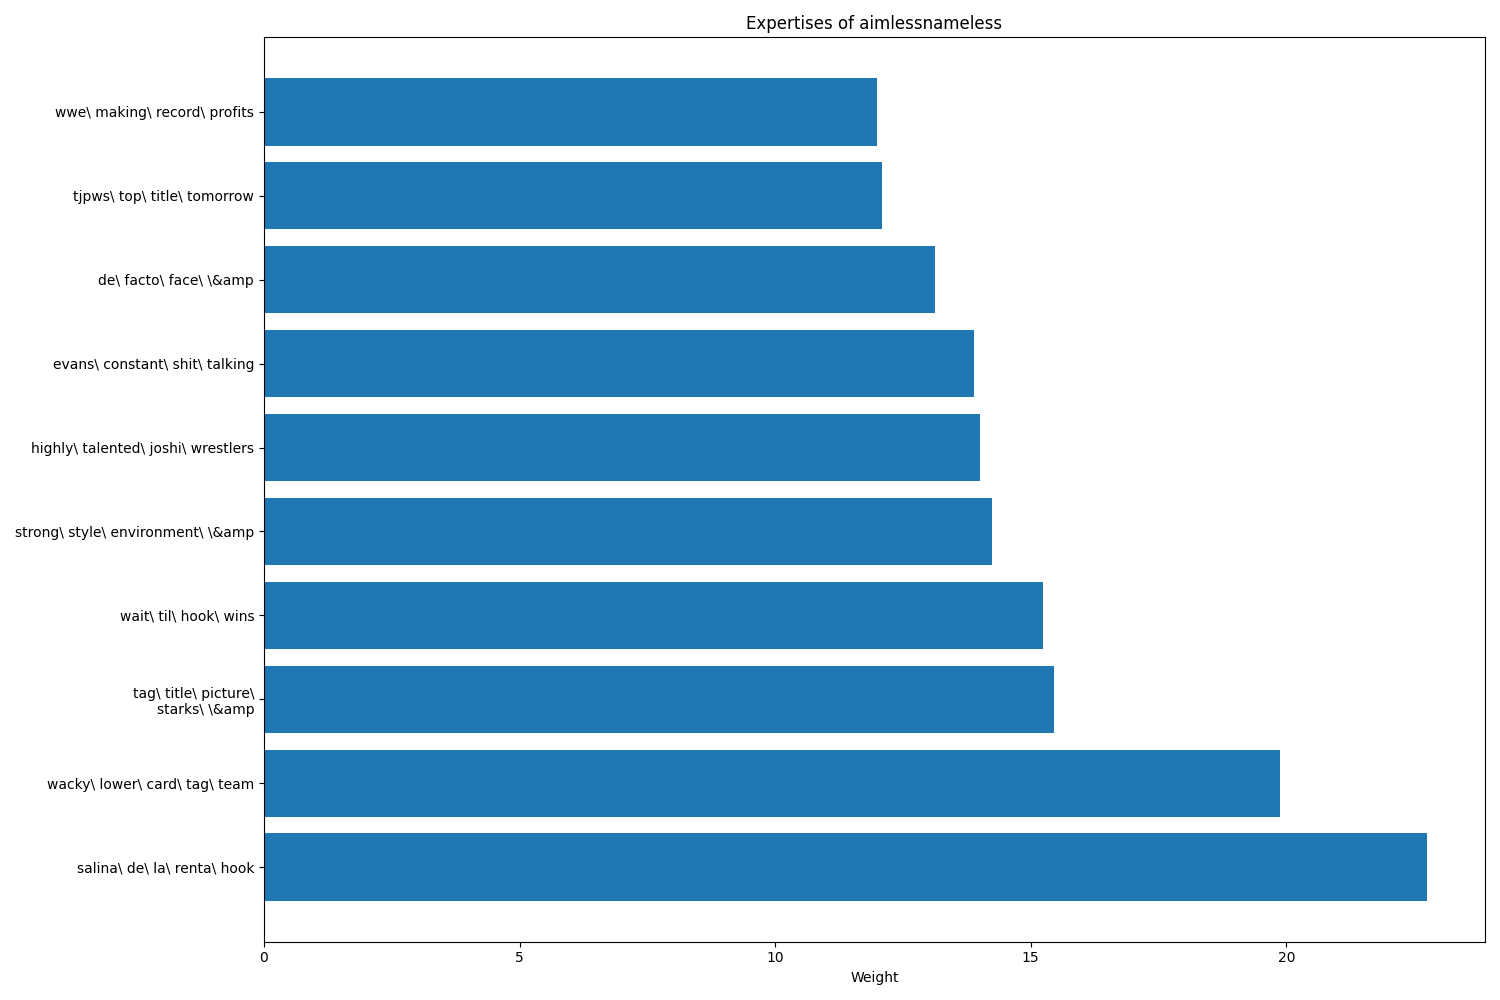 Expertises of aimlessnameless
wwe\ making\ record\ profits
tjpws\ top\ title\ tomorrow
de\ facto\ face\ \&amp
evans\ constant\ shit\ talking
highly\ talented\ joshi\ wrestlers
strong\ style\ environment\ \&amp
wait\ til\ hook\ wins
tag\ title\ picture\
starks\ \&amp
wacky\ lower\ card\ tag\ team
salina\ de\ la\ renta\ hook
0 5 10 15 20
Weight